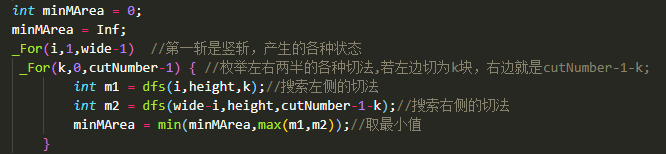 int minMArea = 0;
minMArea = Inf;
_For(i,1,wide-1)  //第一斩是竖斩，产生的各种状态
 _For(k,0,cutNumber-1) { //枚举左右两半的各种切法,若左边切为k块，右边就是cutNumber-1-k;
        int m1 = dfs(i,height,k);//搜索左侧的切法
        int m2 = dfs(wide-i,height,cutNumber-1-k);//搜索右侧的切法
        minMArea = min(minMArea,max(m1,m2));//取最小值
    }